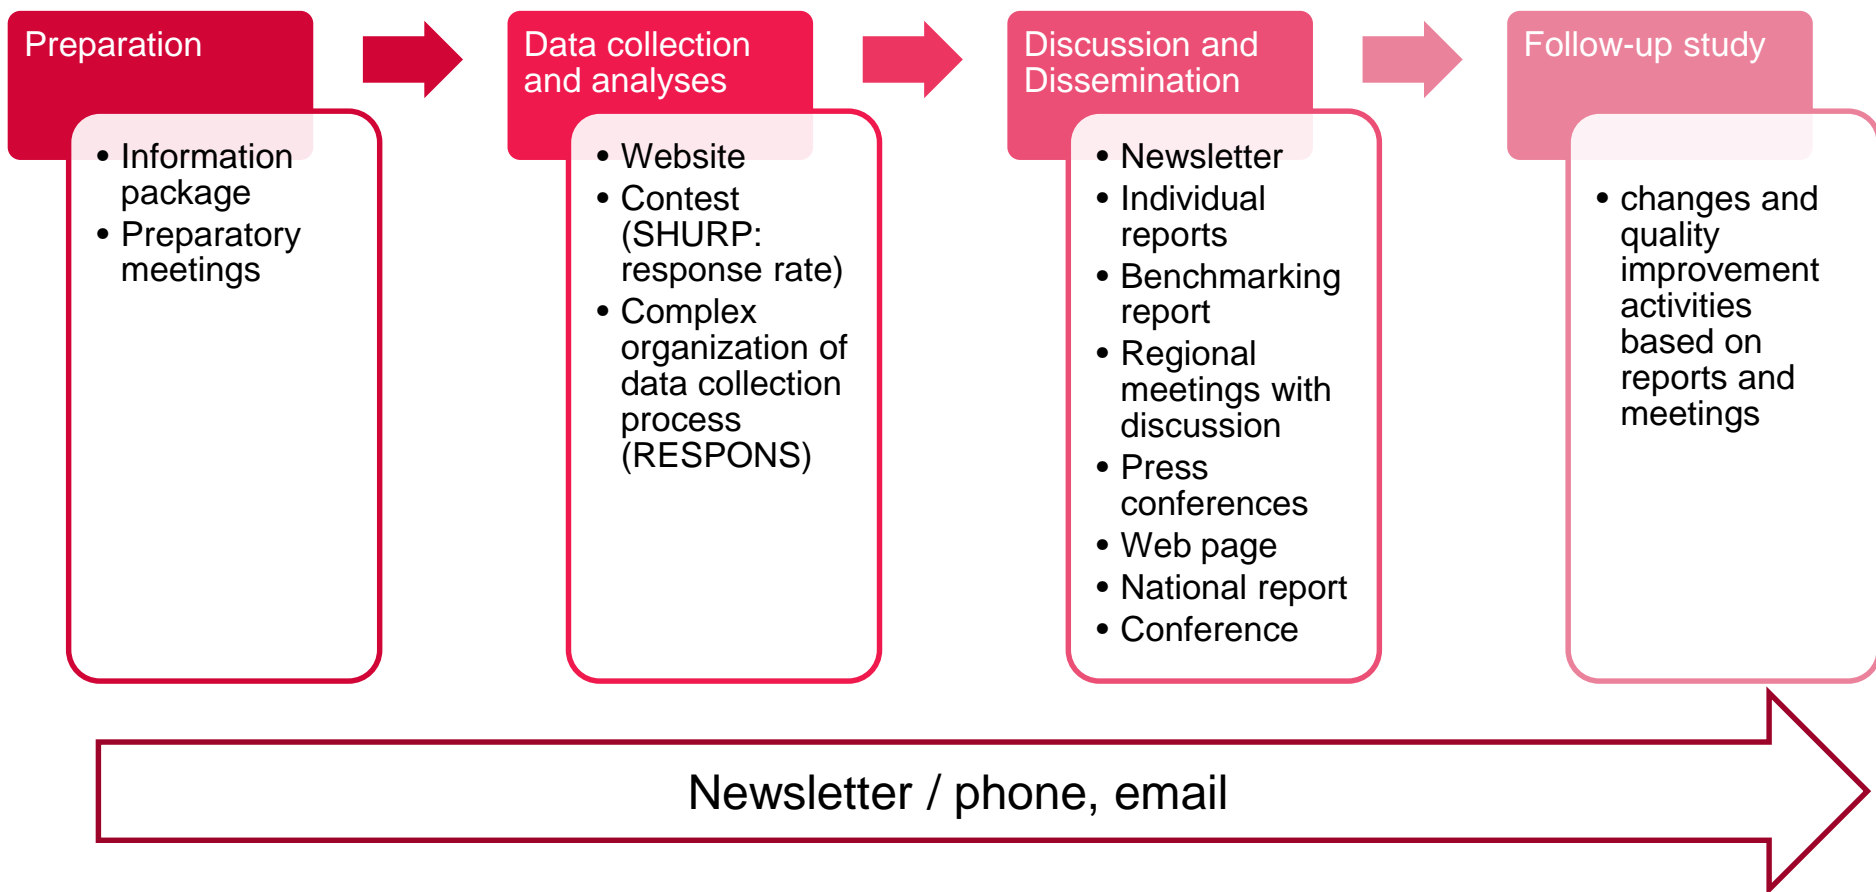 Preparation
• Information
package
• Preparatory
meetings
Data collection
and analyses
• Website
• Contest
(SHURP:
response rate)
• Complex
organization of
data collection
process
(RESPONS)
Discussion and
Dissemination
• Newsletter
• Individual
reports
• Benchmarking
report
• Regional
meetings with
discussion
• Press
conferences
• Web page
• National report
• Conference
Follow-up study
• changes and
quality
improvement
activities
based on
reports and
meetings
Newsletter / phone, email